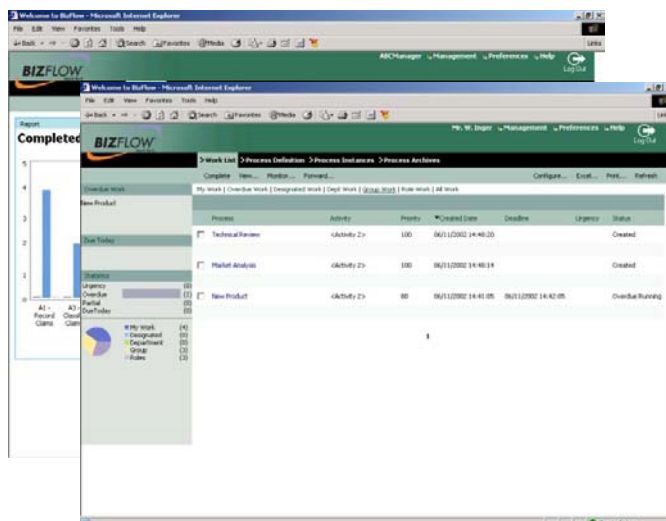 Welcome to BizFlow - Microsoft Internet Explorer
File Edit View Favorites Tools Help
Back Search Favorites Media
Links
ABCManager Management Preferences Help
BIZFLOW
Log Out
Report
Completed
5
4
3
2
1
0
A1 -
Record
Claims
Welcome to BizFlow - Microsoft Internet Explorer
File Edit View Favorites Tools Help
Back Search Favorites Media
Mr. W. Inger Management Preferences Help
BIZFLOW
Log Out
Work List Process Definition Process Instances Process Archives
Complete View... Monitor... Forward... Configure... Excel... Print... Refresh
Overdue Work
My Work | Overdue Work | Designated Work | Dept Work | Group Work | Role Work | All Work
New Product
Process Activity Priority Created Date Deadline Urgency Status
Technical Review <Activity 2> 100 06/11/2002 14:48:20 Created
Due Today
Market Analysis <Activity 2> 100 06/11/2002 14:48:14 Created
Statistics
Urgency (0)
Overdue (1)
Partial (0)
DueToday (0)
New Product <Activity 2> 80 06/11/2002 14:41:05 06/11/2002 14:42:05 Overdue Running
My Work (4)
Designated (0)
Department (0)
Group (3)
Roles (3)
1